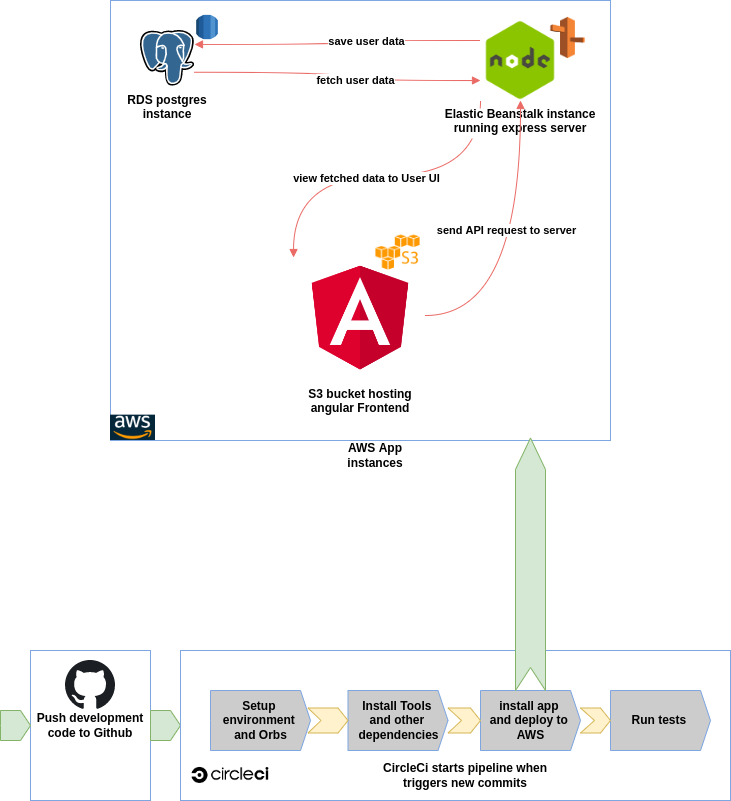 save user data
fetch user data
RDS postgres
instance
node
Elastic Beanstalk instance
running express server
view fetched data to User UI
send API request to server
S3
A
S3 bucket hosting
angular Frontend
aws
AWS App
instances
Push development
code to Github
Setup
environment
and Orbs
Install Tools
and other
dependencies
install app
and deploy to
AWS
Run tests
circleci
CircleCi starts pipeline when
triggers new commits